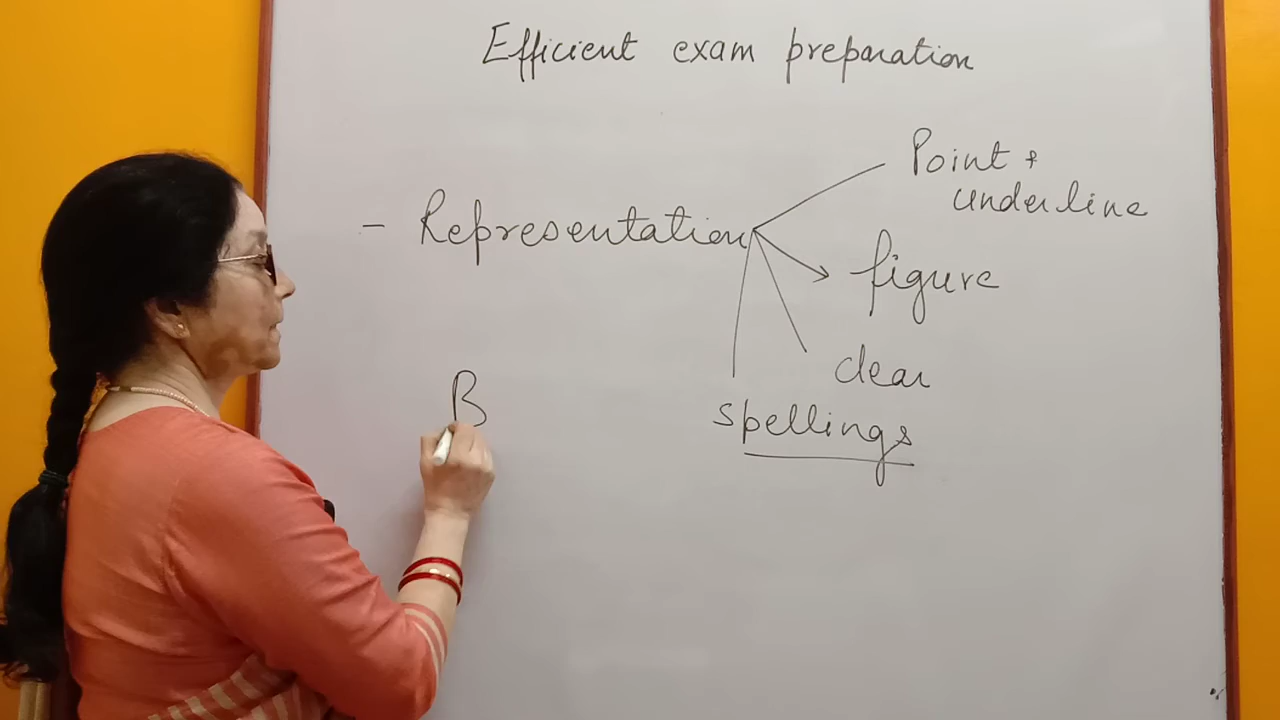 Efficient exam preparation
Point &
underline
- Representation
figure
clear
spellings
B